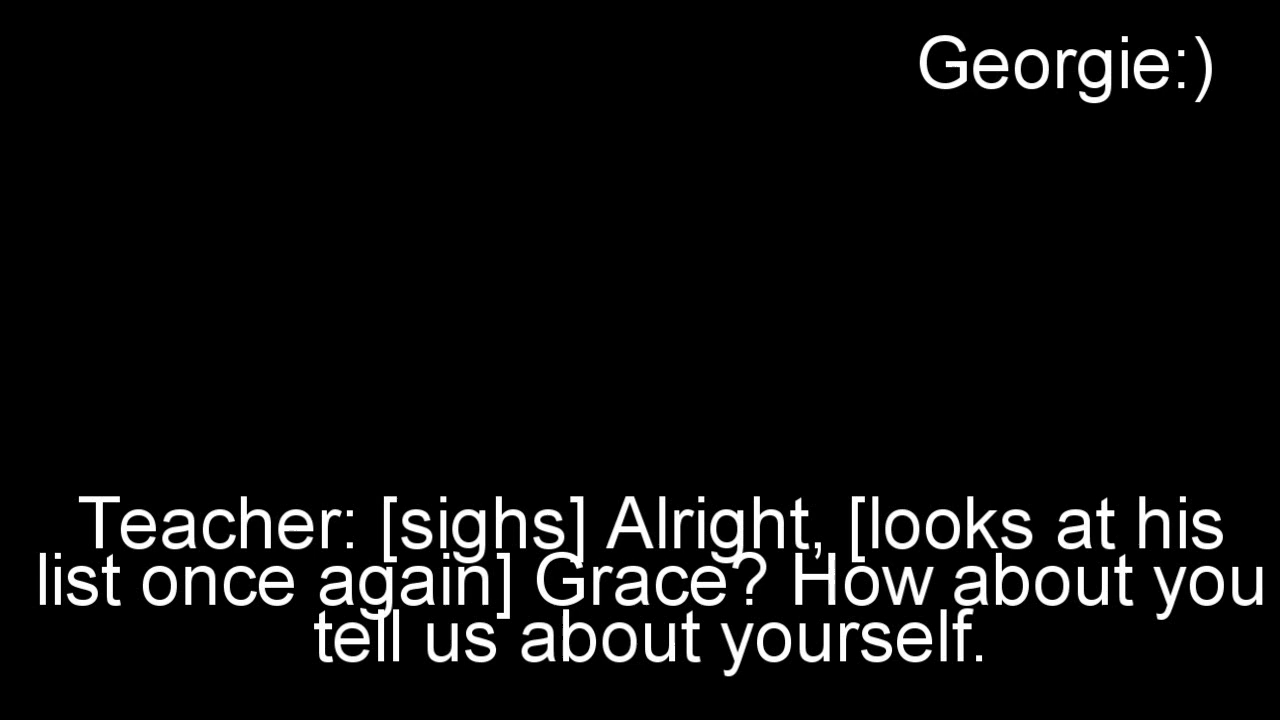 Georgie:)
Teacher: [sighs] Alright, [looks at his
list once again] Grace? How about you
tell us about yourself.